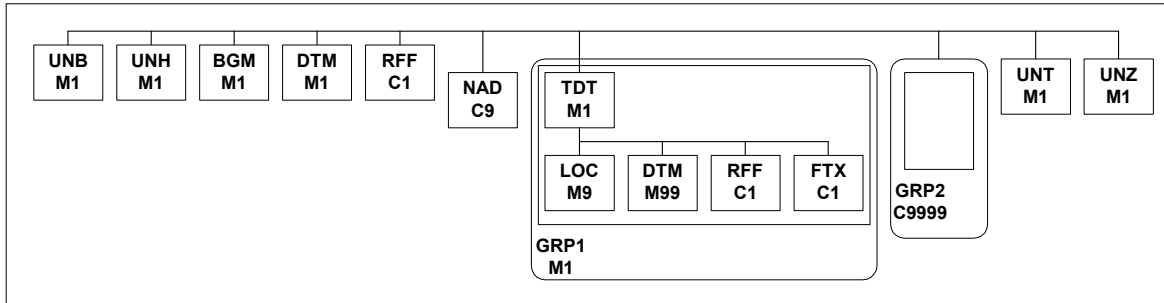 UNB
M1
UNH
M1
BGM
M1
DTM
M1
RFF
C1
NAD
C9
TDT
M1
LOC
M9
DTM
M99
RFF
C1
FTX
C1
GRP1
M1
GRP2
C9999
UNT
M1
UNZ
M1